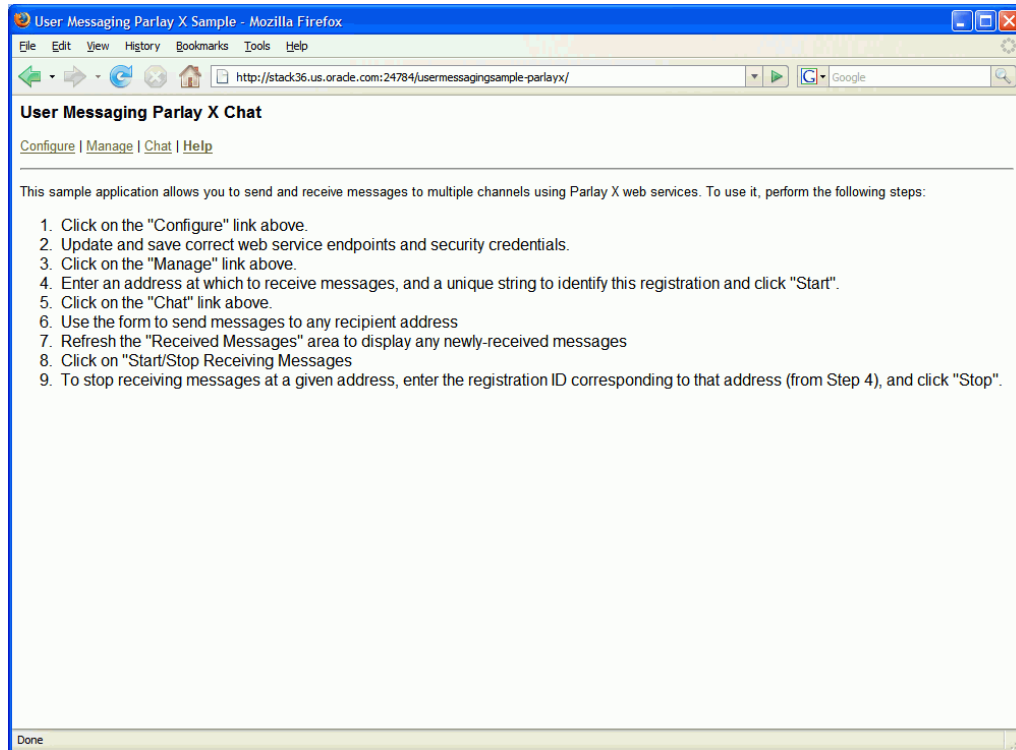 User Messaging Parlay X Sample - Mozilla Firefox
File Edit View History Bookmarks Tools Help
http://stack36.us.oracle.com:24784/usermessagingsample-parlayx/ G Google
User Messaging Parlay X Chat
Configure | Manage | Chat | Help
This sample application allows you to send and receive messages to multiple channels using Parlay X web services. To use it, perform the following steps:
1. Click on the "Configure" link above.
2. Update and save correct web service endpoints and security credentials.
3. Click on the "Manage" link above.
4. Enter an address at which to receive messages, and a unique string to identify this registration and click "Start".
5. Click on the "Chat" link above.
6. Use the form to send messages to any recipient address
7. Refresh the "Received Messages" area to display any newly-received messages
8. Click on "Start/Stop Receiving Messages
9. To stop receiving messages at a given address, enter the registration ID corresponding to that address (from Step 4), and click "Stop".
Done